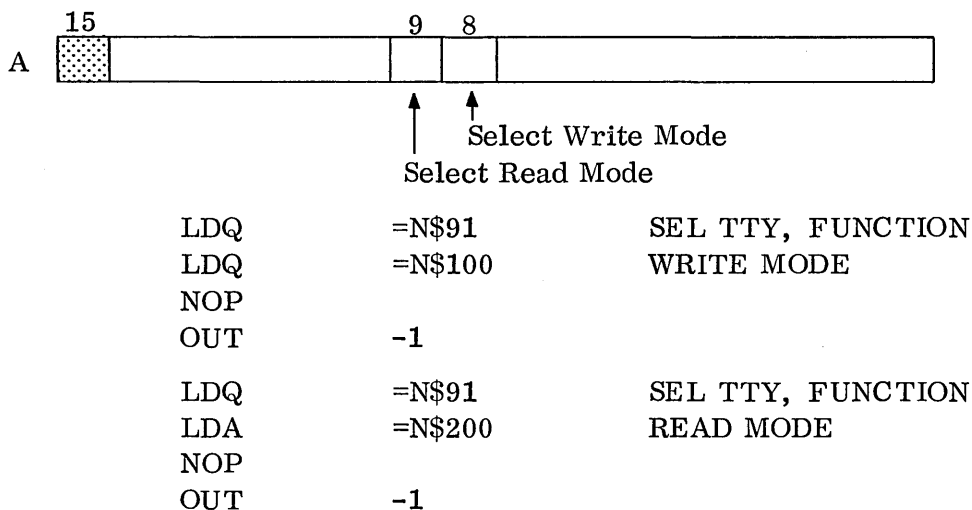 15 9 8
A
Select Write Mode
Select Read Mode
LDQ =N$91 SEL TTY, FUNCTION
LDQ =N$100 WRITE MODE
NOP
OUT -1
LDQ =N$91 SEL TTY, FUNCTION
LDA =N$200 READ MODE
NOP
OUT -1